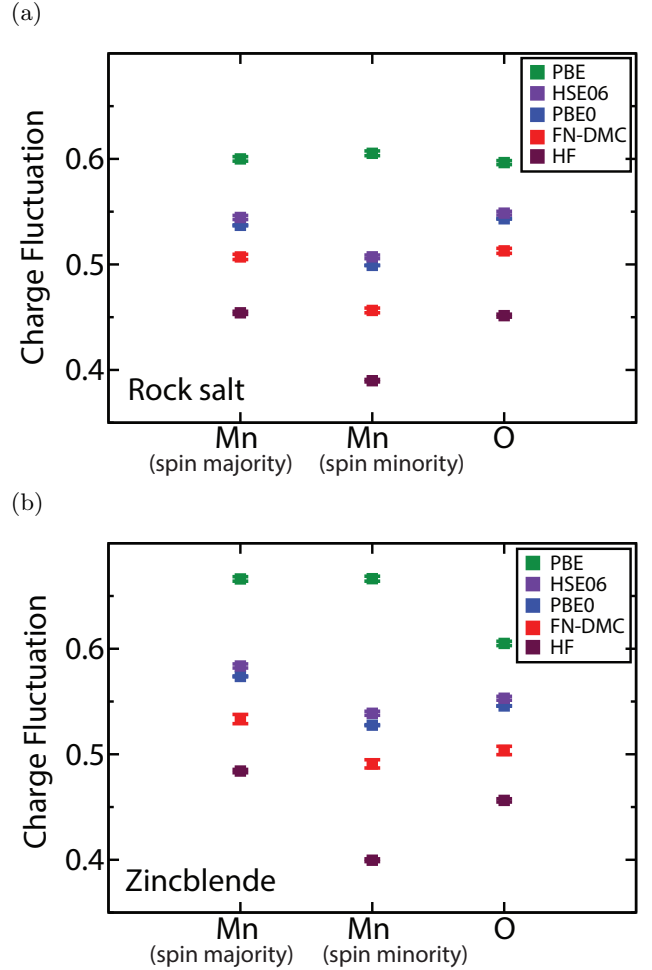 (a)
Charge Fluctuation
0.6
0.5
0.4
PBE
HSE06
PBE0
FN-DMC
HF
Rock salt
Mn Mn O
(spin majority) (spin minority)
(b)
Charge Fluctuation
0.6
0.5
0.4
PBE
HSE06
PBE0
FN-DMC
HF
Zincblende
Mn Mn O
(spin majority) (spin minority)